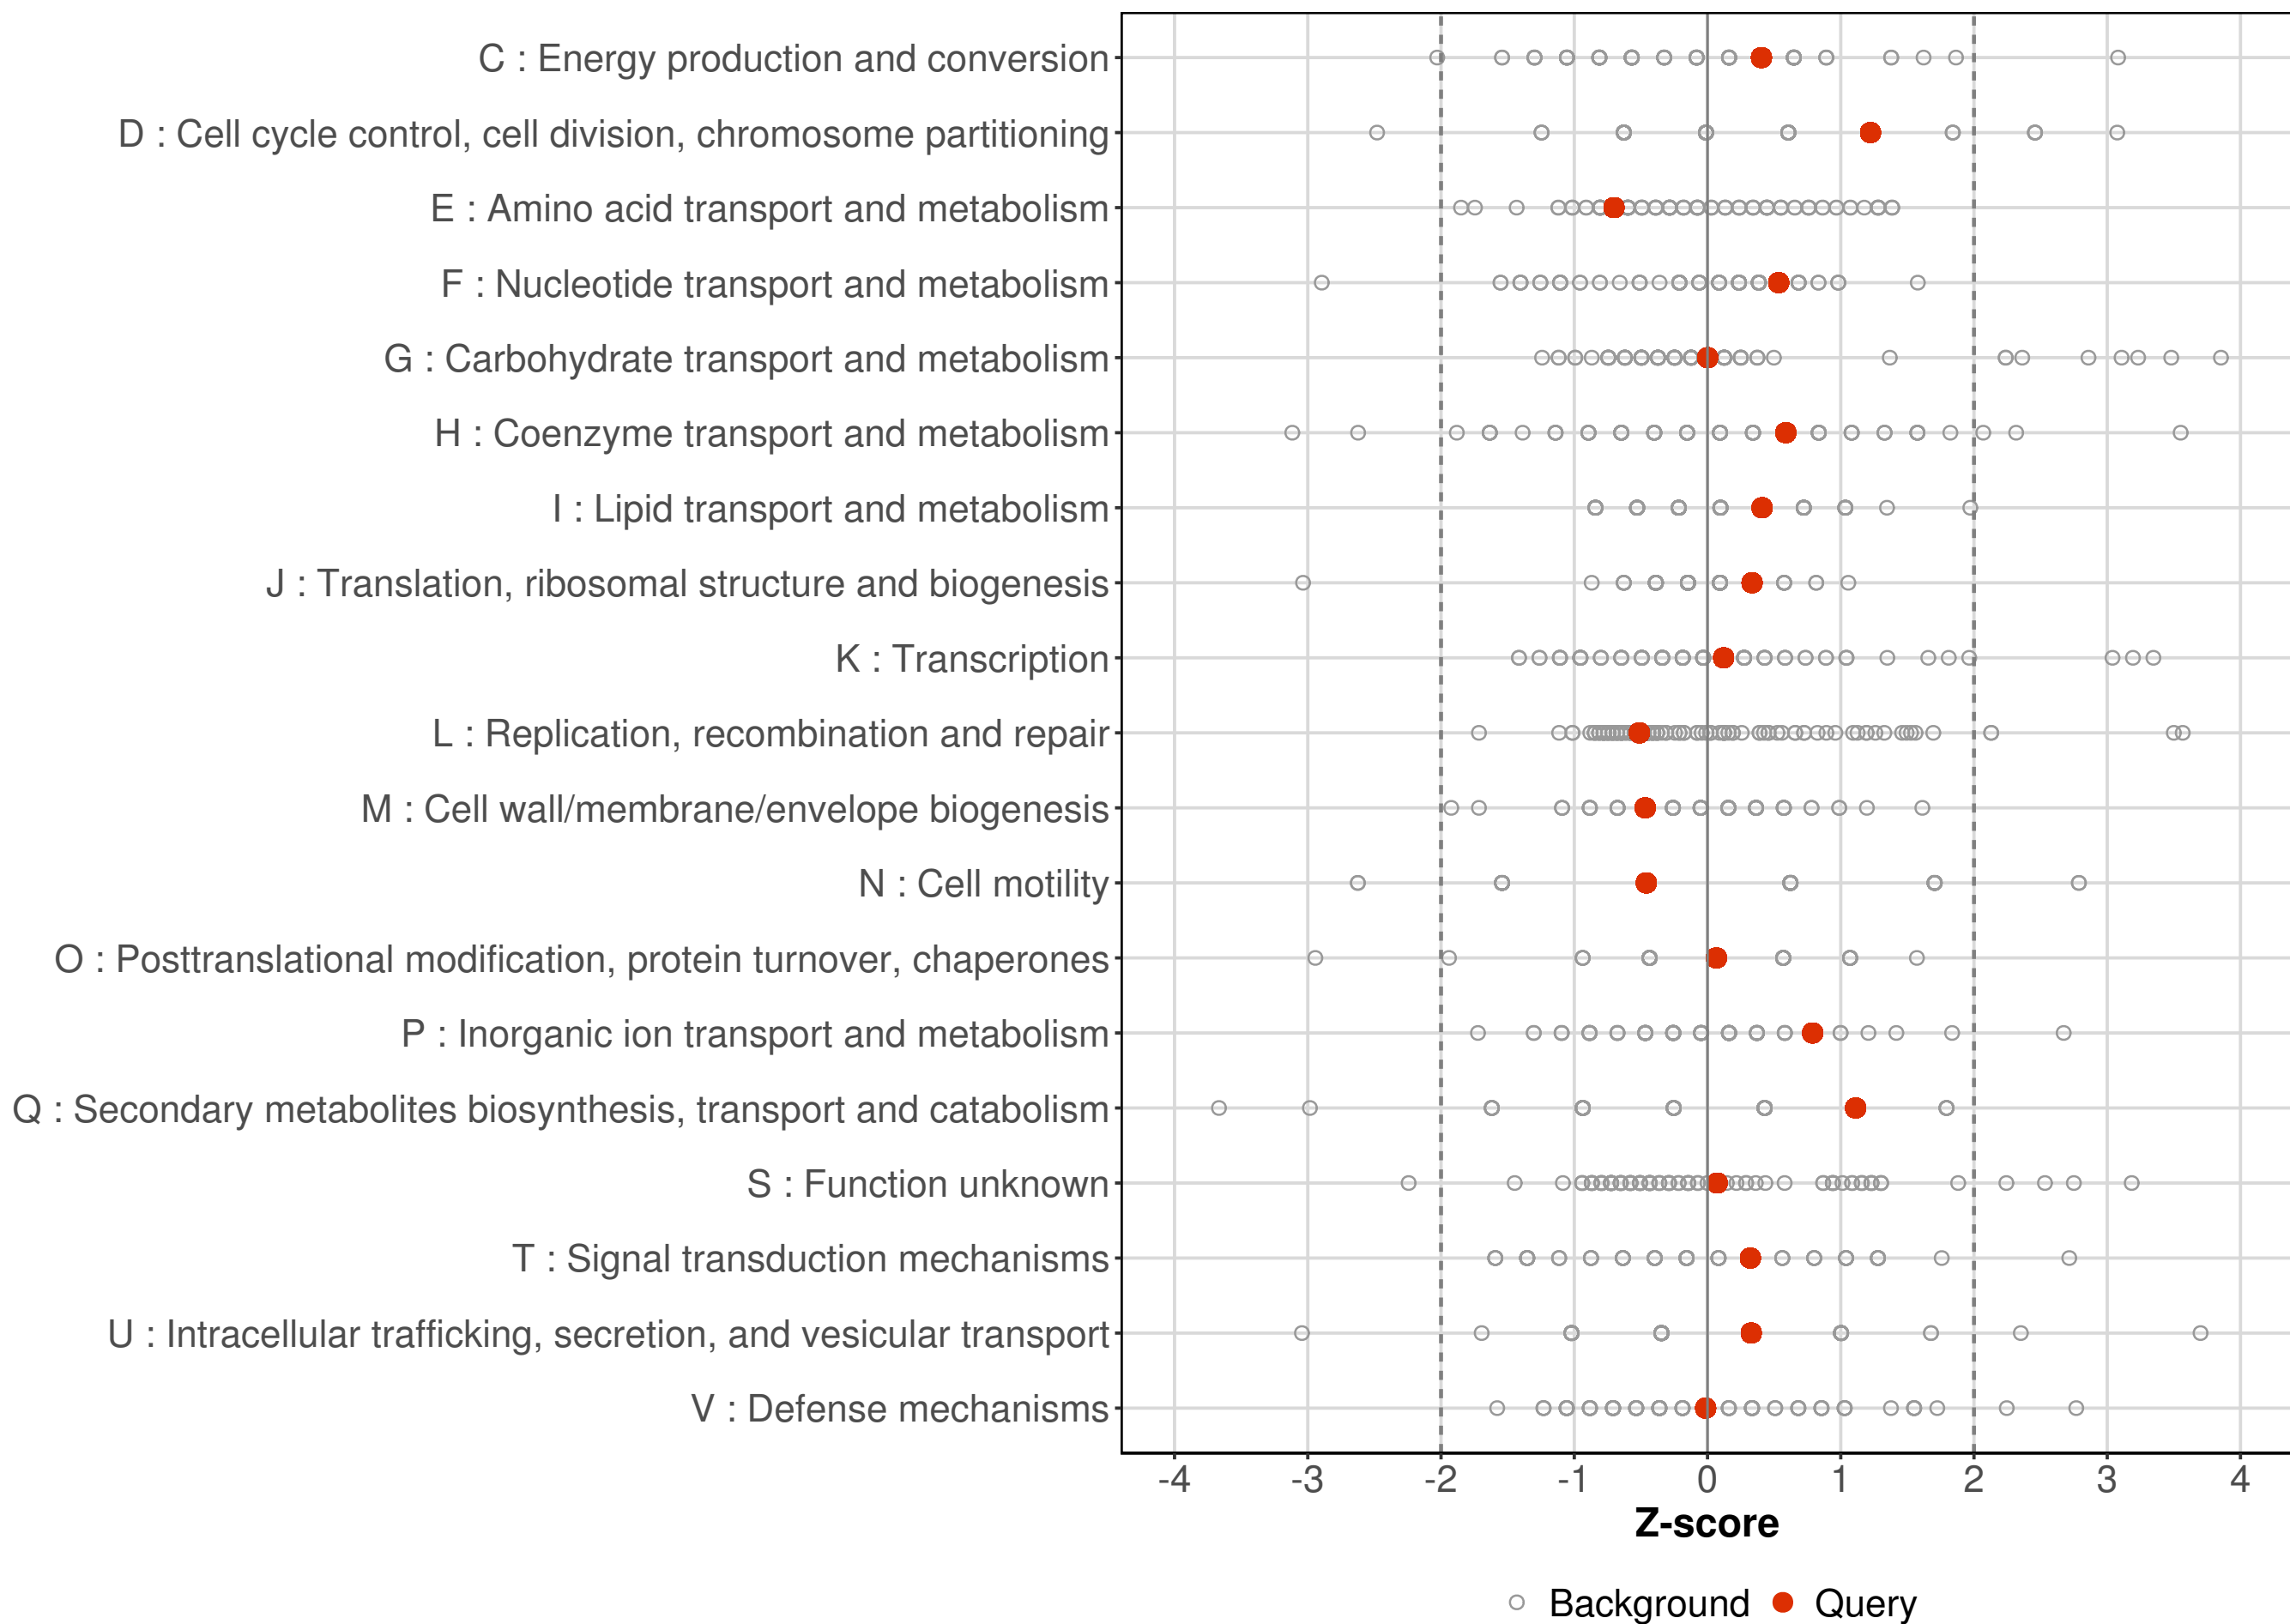 C : Energy production and conversion
D : Cell cycle control, cell division, chromosome partitioning
E : Amino acid transport and metabolism
F : Nucleotide transport and metabolism
G : Carbohydrate transport and metabolism
H : Coenzyme transport and metabolism
I : Lipid transport and metabolism
J : Translation, ribosomal structure and biogenesis
K : Transcription
L : Replication, recombination and repair
M : Cell wall/membrane/envelope biogenesis
N : Cell motility
O : Posttranslational modification, protein turnover, chaperones
P : Inorganic ion transport and metabolism
Q : Secondary metabolites biosynthesis, transport and catabolism
S : Function unknown
T : Signal transduction mechanisms
U : Intracellular trafficking, secretion, and vesicular transport
V : Defense mechanisms
-4 -3 -2 -1 0 1 2 3 4
Z-score
Background Query